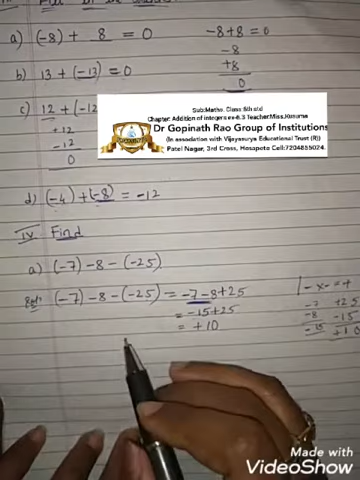 a) (-8) + 8 = 0
-8+8 = 0
-8
+8
0
b) 13 + (-13) = 0
c) 12 + (-12
+12
-12
0
Sub:Maths, Class 6th std
Chapter: Addition of integers ex-6.3 Teacher:Miss.Kusuma
Dr Gopinath Rao Group of Institutions
(In association with Vijayasurya Educational Trust (R))
Patel Nagar, 3rd Cross, Hosapete Cell:7204855024.
d) (-4) + (-8) = -12
IV Find
a) (-7) -8 - (-25)
Sol: (-7) -8 - (-25) = -7 -8 +25
= -15 +25
= +10
- x - = +
-7
-8
-15
+25
-15
+10
Made with
VideoShow